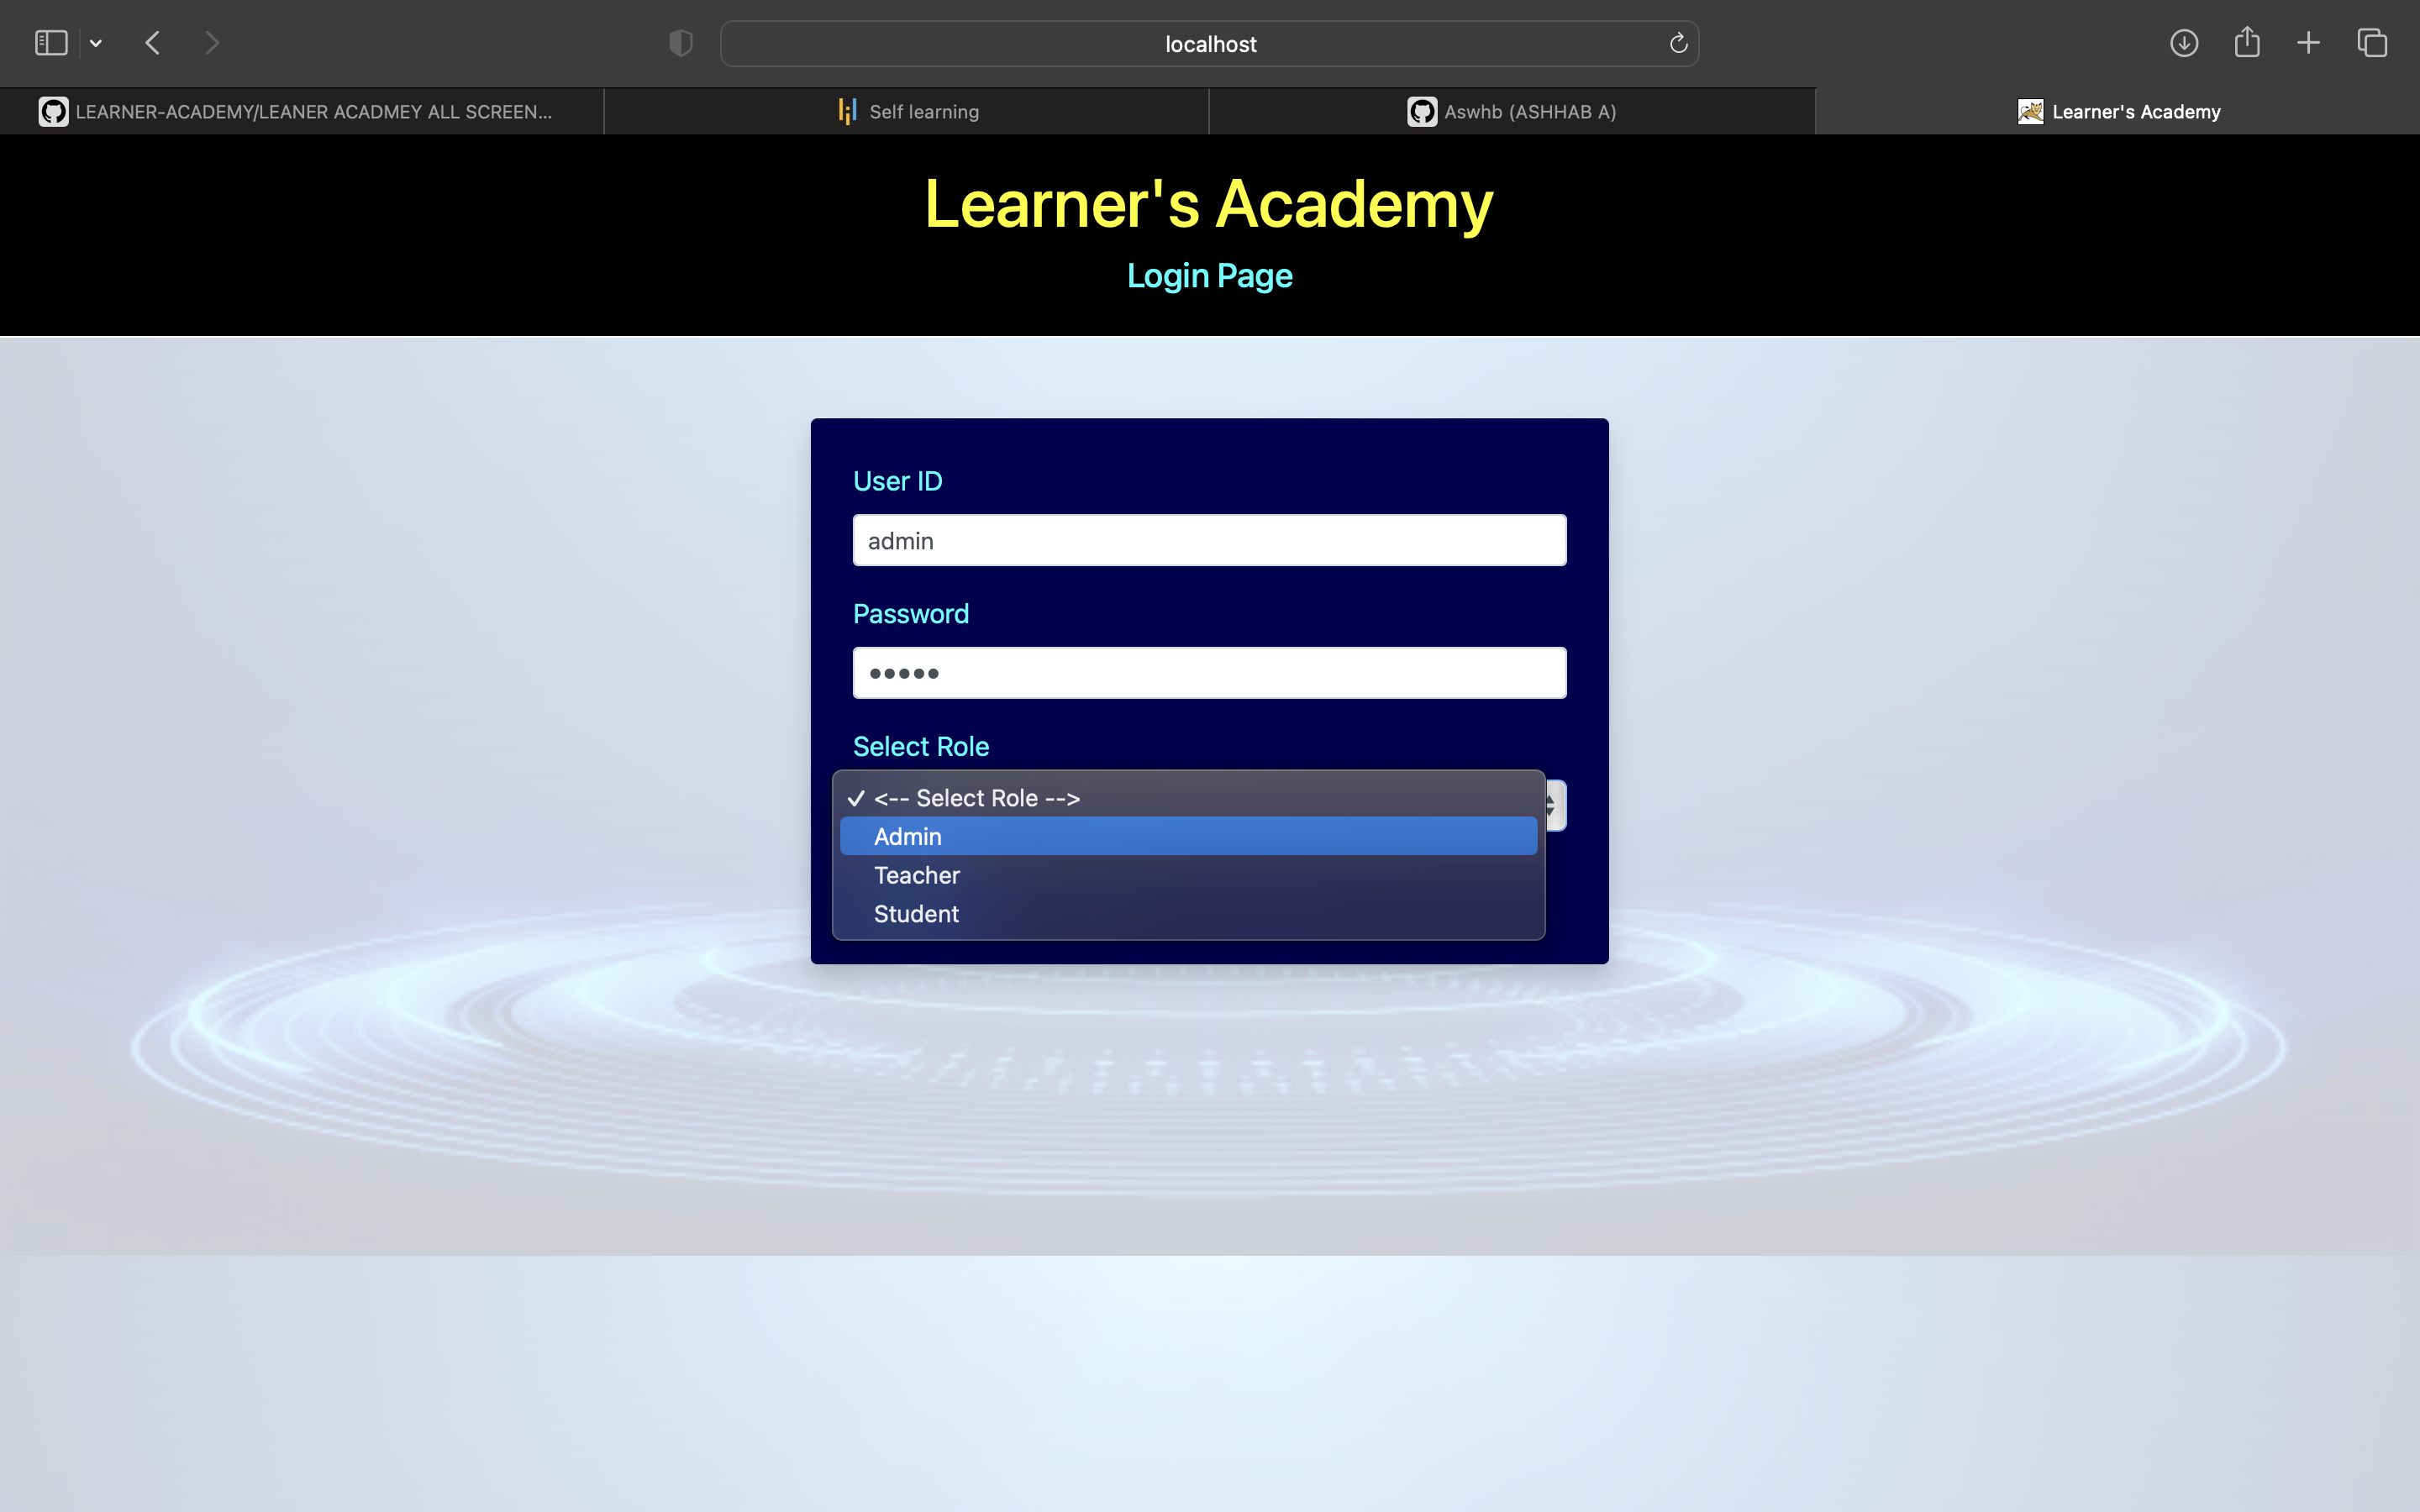 localhost
LEARNER-ACADEMY/LEANER ACADMEY ALL SCREEN...
Self learning
Aswhb (ASHHAB A)
Learner's Academy
Learner's Academy
Login Page
User ID
admin
Password
•••••
Select Role
✓ <-- Select Role -->
Admin
Teacher
Student